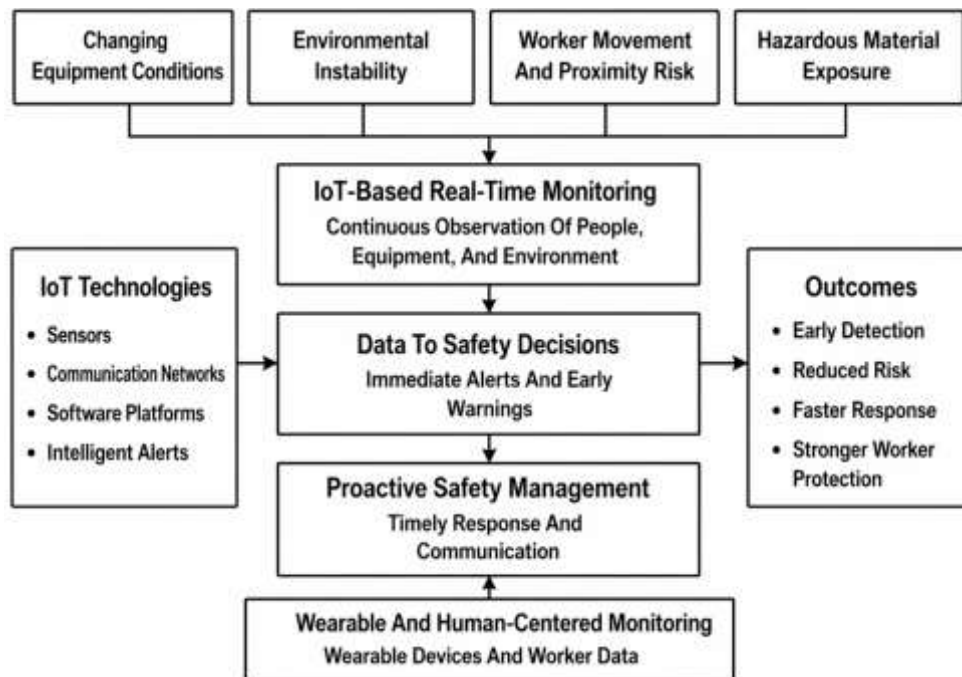 Changing
Equipment Conditions
Environmental
Instability
Worker Movement
And Proximity Risk
Hazardous Material
Exposure
IoT-Based Real-Time Monitoring
Continuous Observation Of People,
Equipment, And Environment
IoT Technologies
• Sensors
• Communication Networks
• Software Platforms
• Intelligent Alerts
Data To Safety Decisions
Immediate Alerts And Early
Warnings
Outcomes
• Early Detection
• Reduced Risk
• Faster Response
• Stronger Worker
Protection
Proactive Safety Management
Timely Response And
Communication
Wearable And Human-Centered Monitoring
Wearable Devices And Worker Data